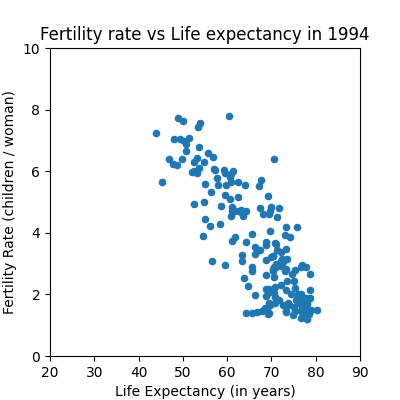 Fertility rate vs Life expectancy in 1994
10
8
6
4
2
0
Fertility Rate (children / woman)
20 30 40 50 60 70 80 90
Life Expectancy (in years)